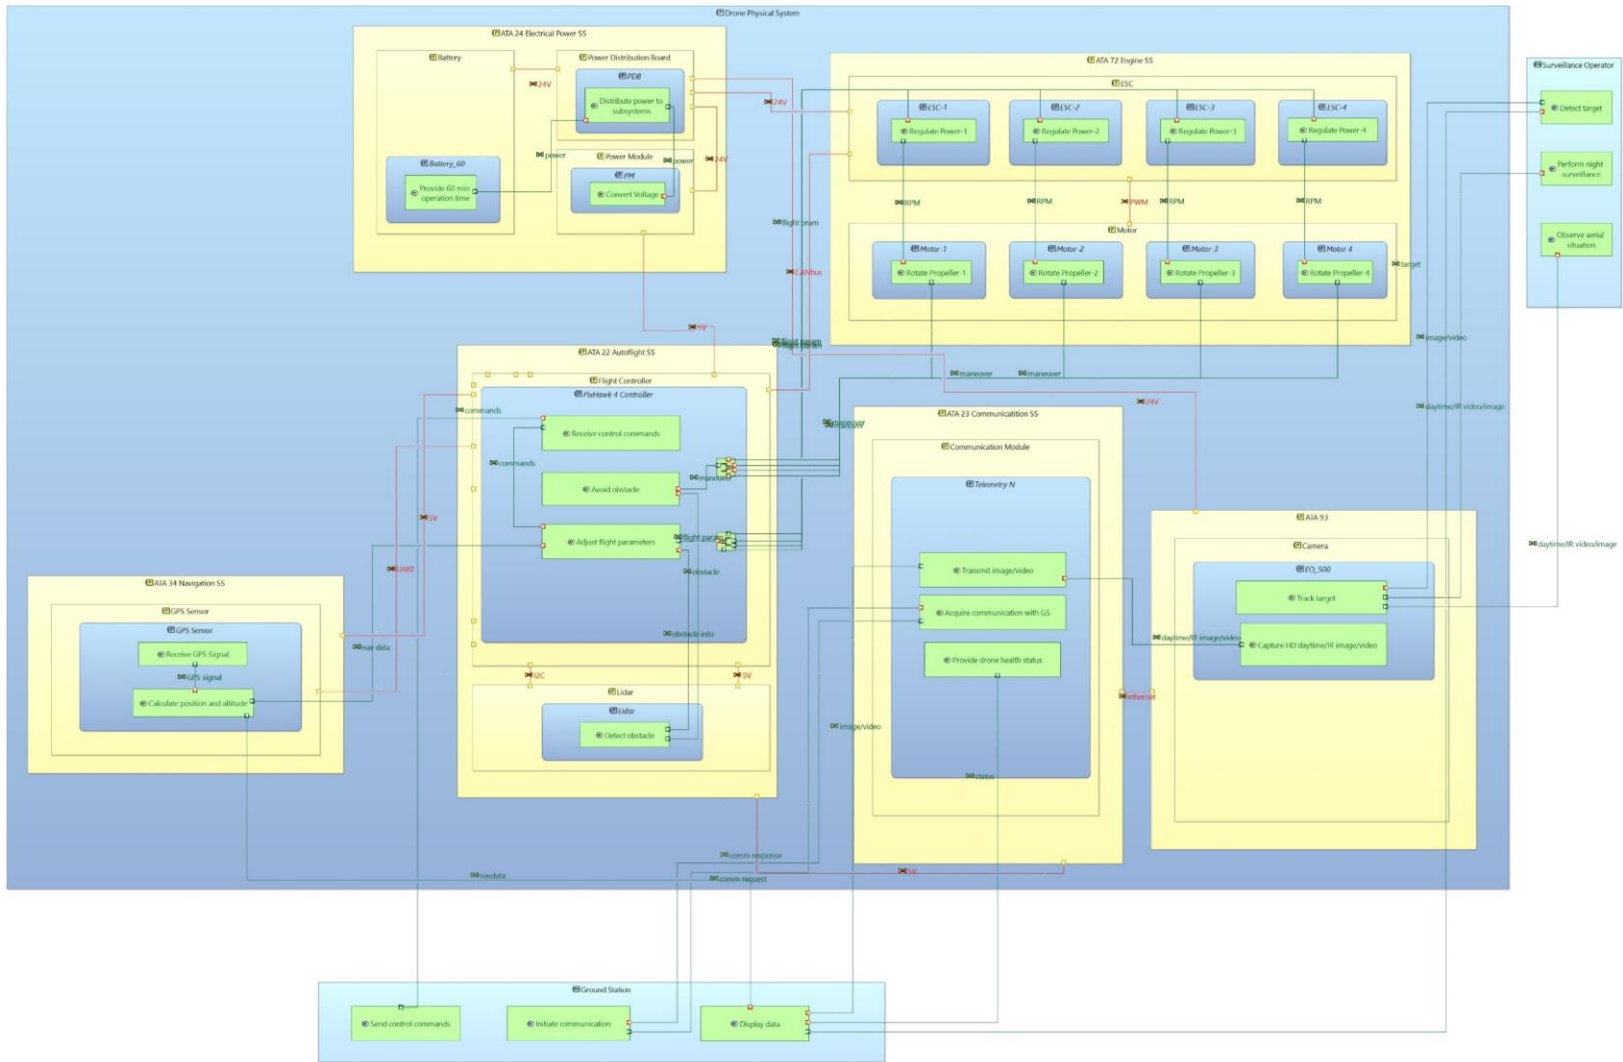 Drone Physical System
ATA 24 Electrical Power SS
Battery
Power Distribution Board
PDB
Distribute power to
subsystems
24V
power
power
24V
24V
Power Module
PM
Convert Voltage
Battery_60
Provide 60 min
operation time
ATA 72 Engine SS
ESC
ESC-1
ESC-2
ESC-3
ESC-4
Regulate Power-1
Regulate Power-2
Regulate Power-3
Regulate Power-4
RPM
RPM
PWM
RPM
RPM
Motor
Motor-1
Motor-2
Motor-3
Motor 4
Rotate Propeller-1
Rotate Propeller-2
Rotate Propeller-3
Rotate Propeller-4
target
Surveillance Operator
Detect target
Perform night
surveillance
Observe aerial
situation
flight pram
CANbus
5V
flight param
image/video
maneuver
maneuver
daytime/IR video/image
24V
ATA 22 Autoflight SS
Flight Controller
PixHawk 4 Controller
commands
Receive control commands
commands
Avoid obstacle
maneuver
Adjust flight parameters
flight param
obstacle
obstacle info
5V
UART
nav data
I2C
5V
Lidar
Lidar
Detect obstacle
maneuver
ATA 23 Communicatition SS
Communication Module
Telemetry N
Transmit image/video
Acquire communication with GS
Provide drone health status
image/video
status
ATA 93
Camera
EO_500
Track target
Capture HD daytime/IR image/video
daytime/IR image/video
ethernet
daytime/IR video/image
ATA 34 Navigation SS
GPS Sensor
GPS Sensor
Receive GPS Signal
GPS signal
Calculate position and altitude
comm response
5V
navdata
comm request
Ground Station
Send control commands
Initiate communication
Display data